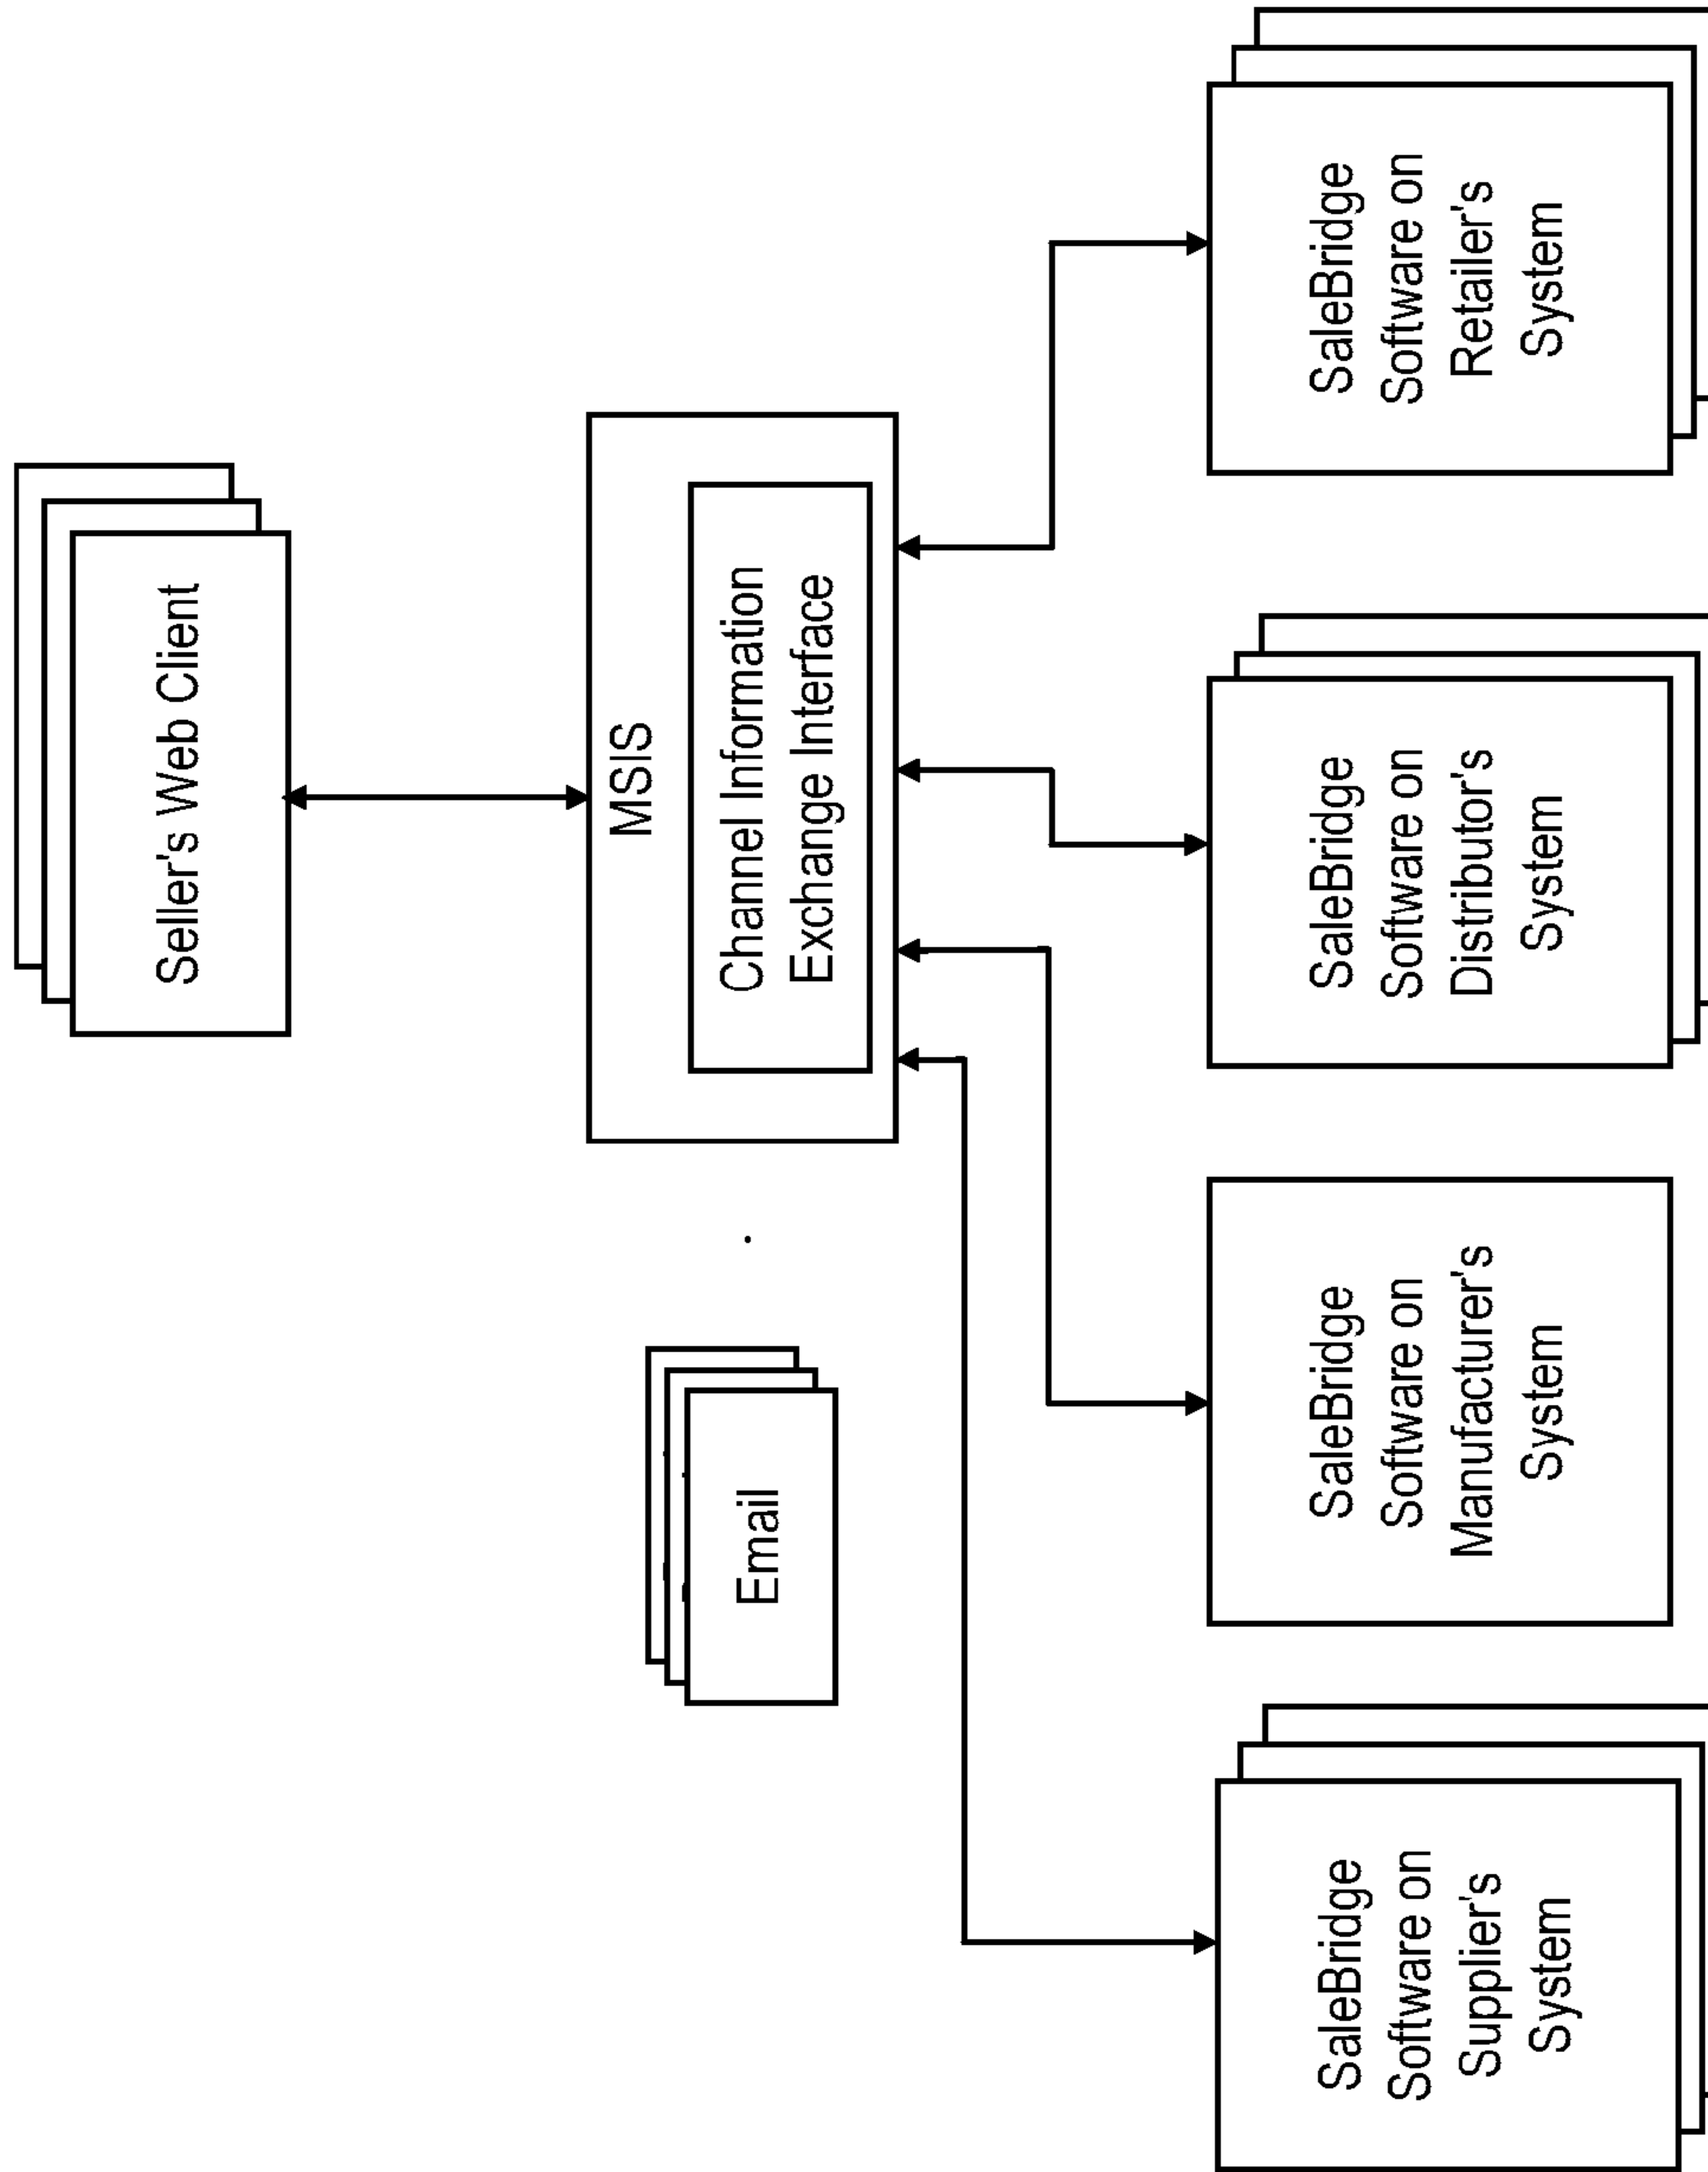 Seller's Web Client
MSIS
Channel Information
Exchange Interface
Email
SaleBridge
Software on
Supplier's
System
SaleBridge
Software on
Manufacturer's
System
SaleBridge
Software on
Distributor's
System
SaleBridge
Software on
Retailer's
System